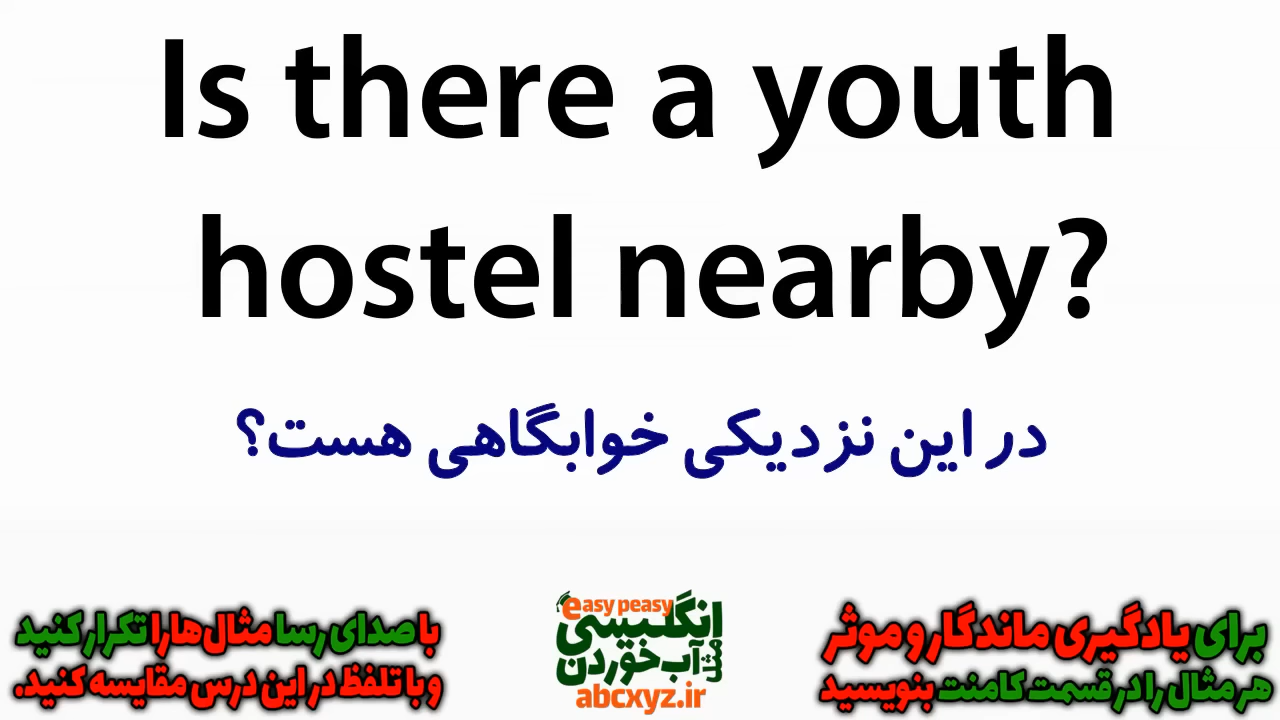 Is there a youth
hostel nearby?
در این نزدیکی خوابگاهی هست؟
برای یادگیری ماندگار و موثر
هر مثال را در قسمت کامنت بنویسید
easy peasy
انگلیسی
مثل آب خوردن
abcxyz.ir
با صدای رسا مثال‌ها را تکرار کنید
و با تلفظ در این درس مقایسه کنید.